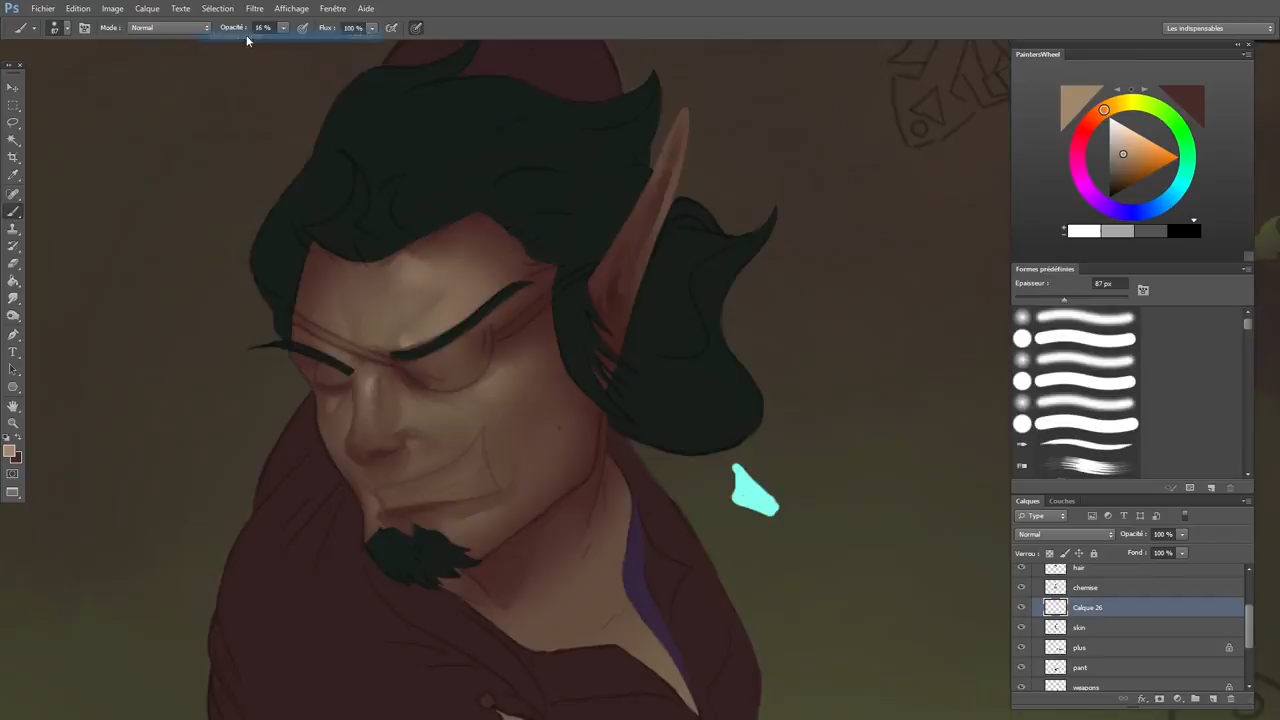 Ps Fichier Edition Image Calque Texte Sélection Filtre Affichage Fenêtre Aide
87 Mode : Normal Opacité : 16 % Flux : 100 % Les indispensables
PaintersWheel
Formes prédéfinies
Epaisseur : 87 px
Calques Couches
Type
Normal Opacité : 100 %
Verrou : Fond : 100 %
hair
chemise
Calque 26
skin
plus
pant
weapons